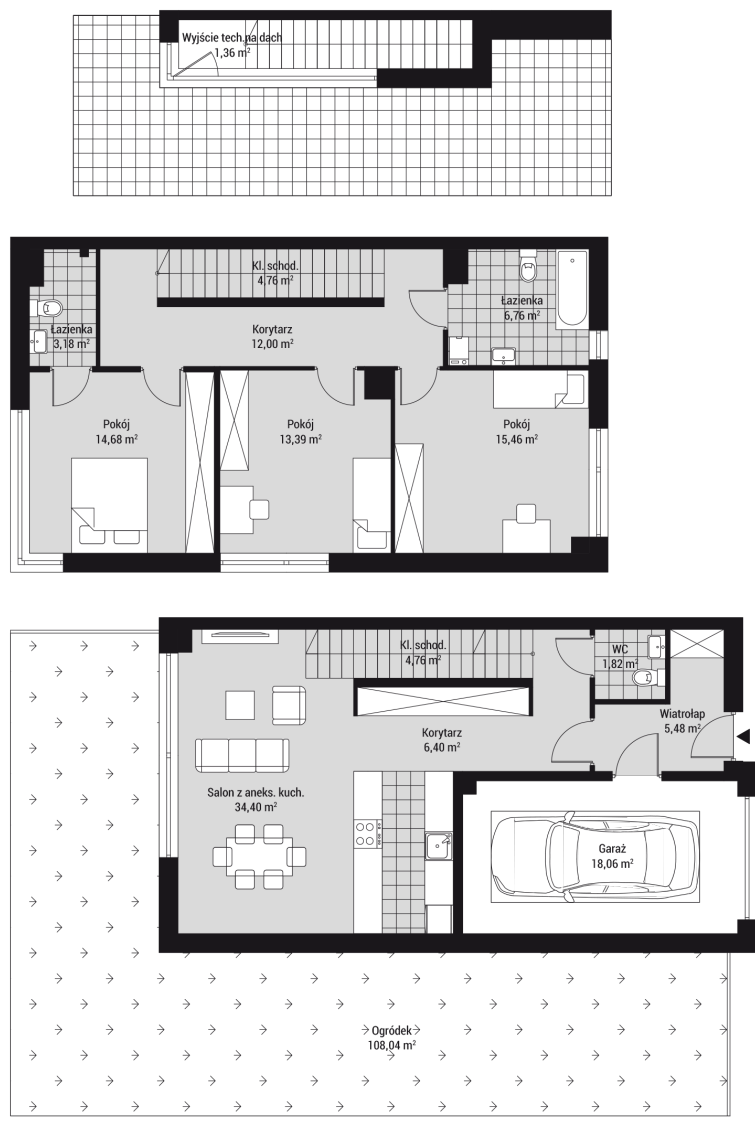 Wyjście tech.na dach
1,36 m²
Kl. schod.
4,76 m²
Łazienka
6,76 m²
Łazienka
3,18 m²
Korytarz
12,00 m²
Pokój
14,68 m²
Pokój
13,39 m²
Pokój
15,46 m²
Kl. schod.
4,76 m²
WC
1,82 m²
Wiatrołap
5,48 m²
Korytarz
6,40 m²
Salon z aneks. kuch.
34,40 m²
Garaż
18,06 m²
Ogródek
108,04 m²